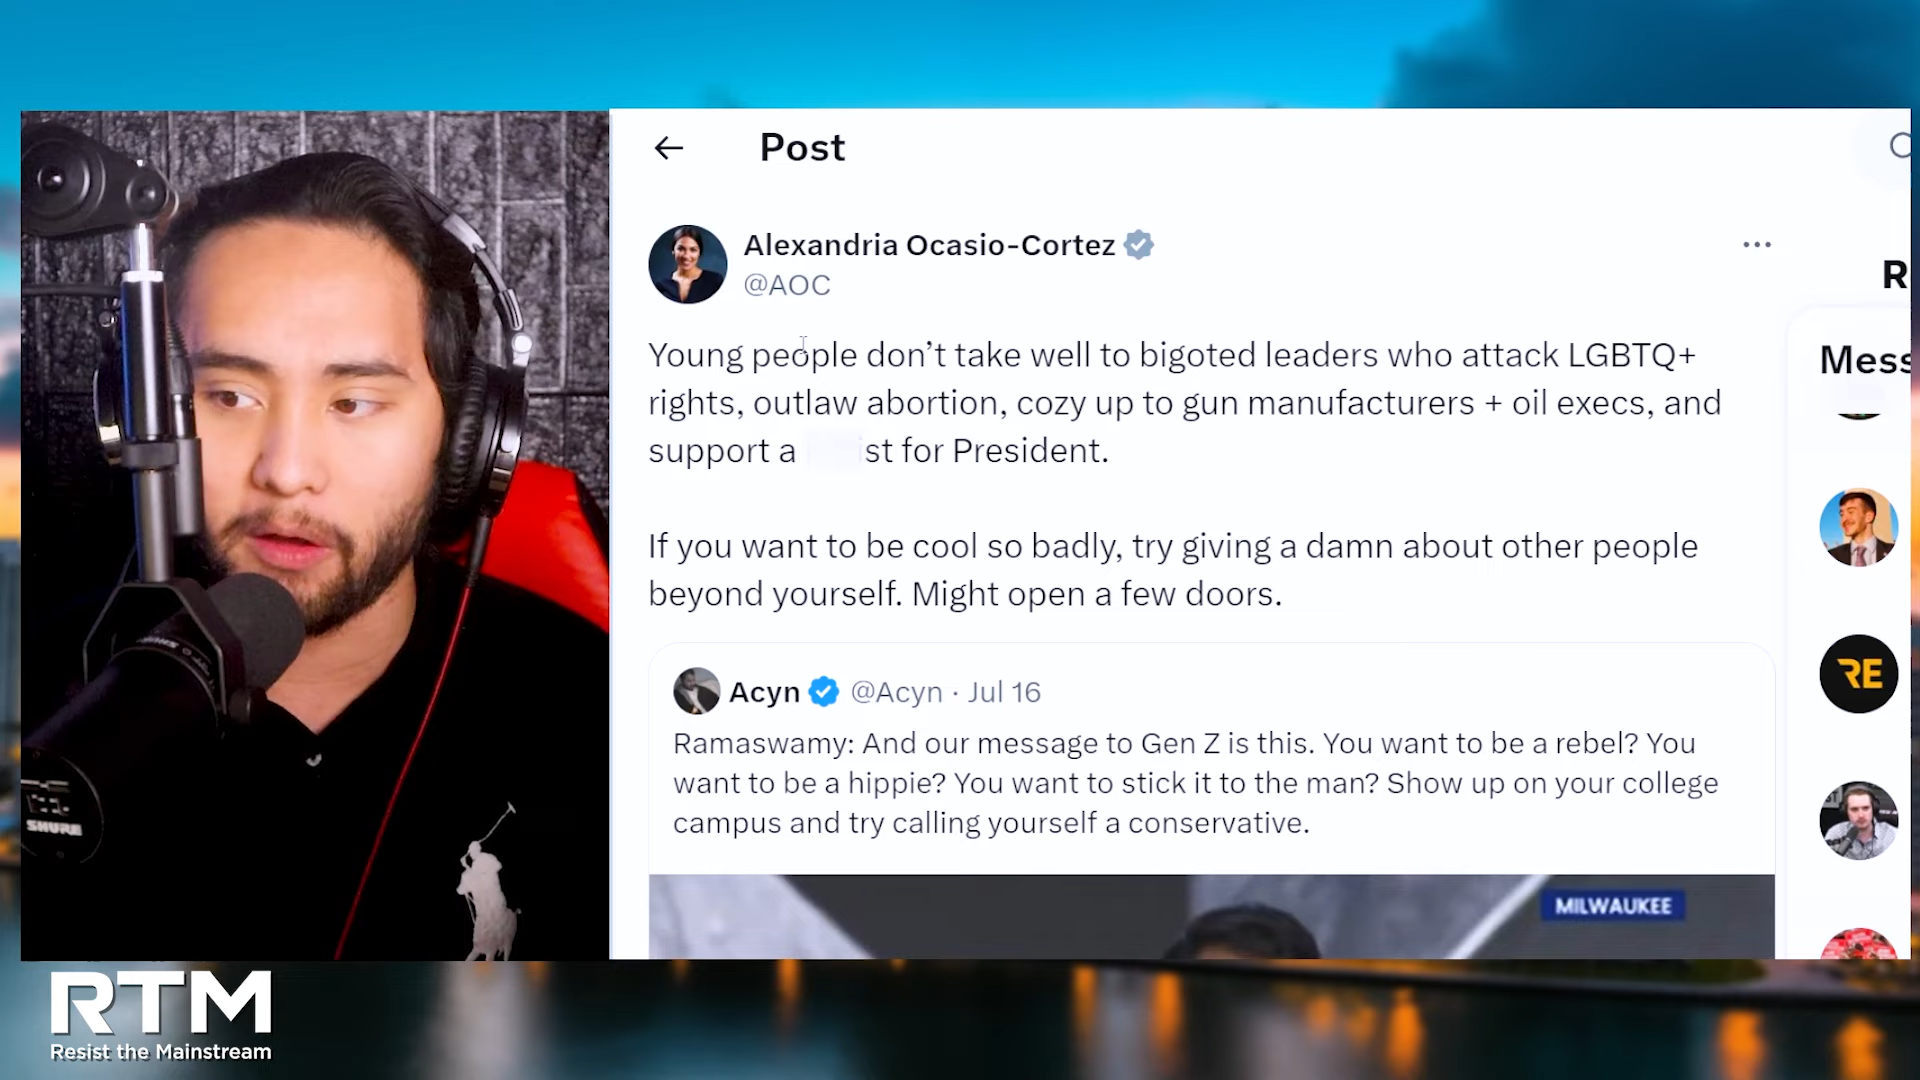 Post
Alexandria Ocasio-Cortez
@AOC
Young people don’t take well to bigoted leaders who attack LGBTQ+
rights, outlaw abortion, cozy up to gun manufacturers + oil execs, and
support a ist for President.
If you want to be cool so badly, try giving a damn about other people
beyond yourself. Might open a few doors.
Acyn @Acyn · Jul 16
Ramaswamy: And our message to Gen Z is this. You want to be a rebel? You
want to be a hippie? You want to stick it to the man? Show up on your college
campus and try calling yourself a conservative.
MILWAUKEE
R
Mess
RE
SHURE
RTM
Resist the Mainstream